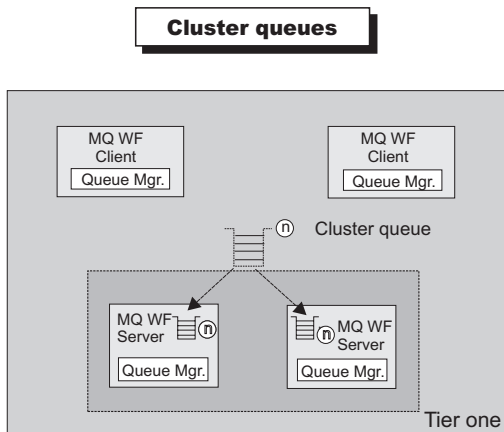 Cluster queues
MQ WF
Client
Queue Mgr.
MQ WF
Client
Queue Mgr.
n
Cluster queue
MQ WF
Server
n
Queue Mgr.
n
MQ WF
Server
Queue Mgr.
Tier one